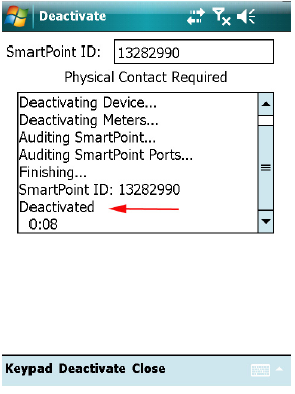 Deactivate
SmartPoint ID: 13282990
Physical Contact Required
Deactivating Device...
Deactivating Meters...
Auditing SmartPoint...
Auditing SmartPoint Ports...
Finishing...
SmartPoint ID: 13282990
Deactivated
0:08
Keypad Deactivate Close